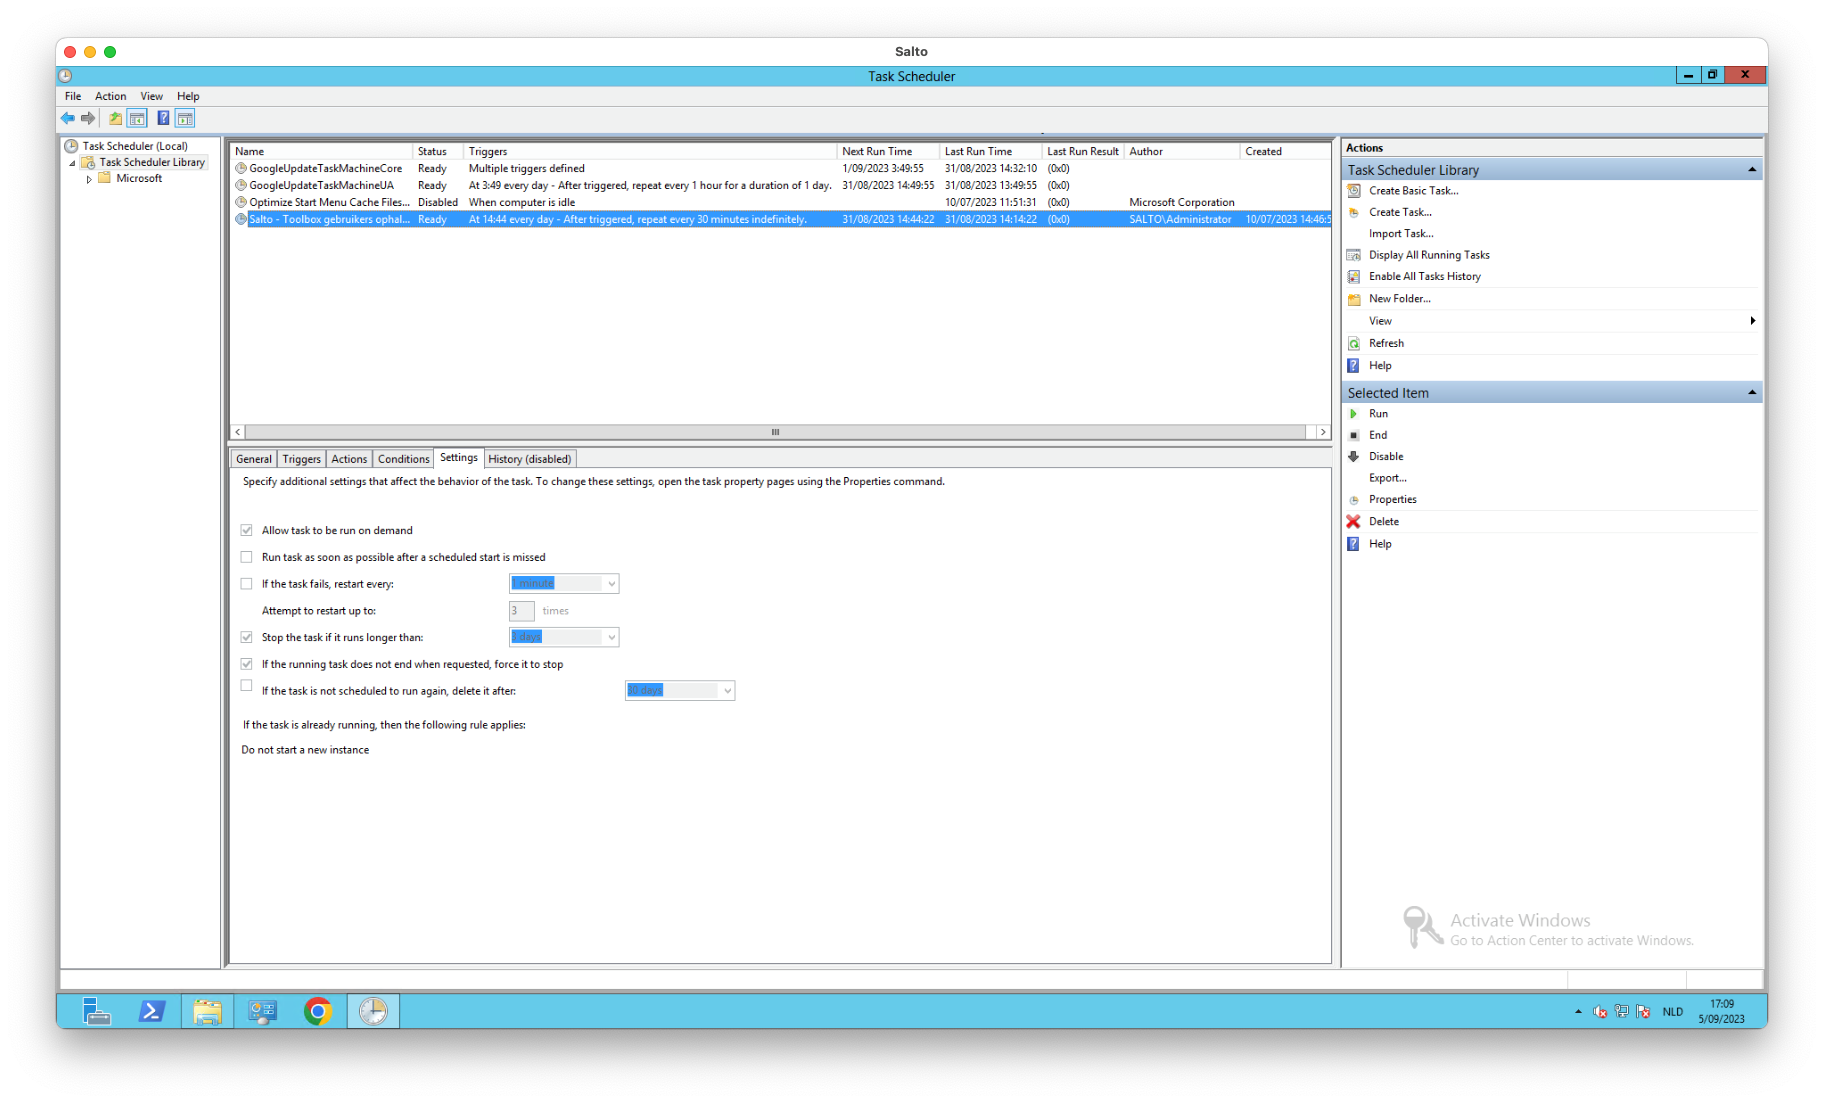 Salto
Task Scheduler
File Action View Help
Task Scheduler (Local)
Task Scheduler Library
Microsoft
Name Status Triggers Next Run Time Last Run Time Last Run Result Author Created
GoogleUpdateTaskMachineCore Ready Multiple triggers defined 1/09/2023 3:49:55 31/08/2023 14:32:10 (0x0)
GoogleUpdateTaskMachineUA Ready At 3:49 every day - After triggered, repeat every 1 hour for a duration of 1 day. 31/08/2023 14:49:55 31/08/2023 13:49:55 (0x0)
Optimize Start Menu Cache Files... Disabled When computer is idle 10/07/2023 11:51:31 (0x0) Microsoft Corporation
Salto - Toolbox gebruikers ophal... Ready At 14:44 every day - After triggered, repeat every 30 minutes indefinitely. 31/08/2023 14:44:22 31/08/2023 14:14:22 (0x0) SALTO\Administrator 10/07/2023 14:46:5
General Triggers Actions Conditions Settings History (disabled)
Specify additional settings that affect the behavior of the task. To change these settings, open the task property pages using the Properties command.
Allow task to be run on demand
Run task as soon as possible after a scheduled start is missed
If the task fails, restart every: 1 minute
Attempt to restart up to: 3 times
Stop the task if it runs longer than: 3 days
If the running task does not end when requested, force it to stop
If the task is not scheduled to run again, delete it after: 30 days
If the task is already running, then the following rule applies:
Do not start a new instance
Actions
Task Scheduler Library
Create Basic Task...
Create Task...
Import Task...
Display All Running Tasks
Enable All Tasks History
New Folder...
View
Refresh
Help
Selected Item
Run
End
Disable
Export...
Properties
Delete
Help
Activate Windows
Go to Action Center to activate Windows.
NLD
17:09
5/09/2023